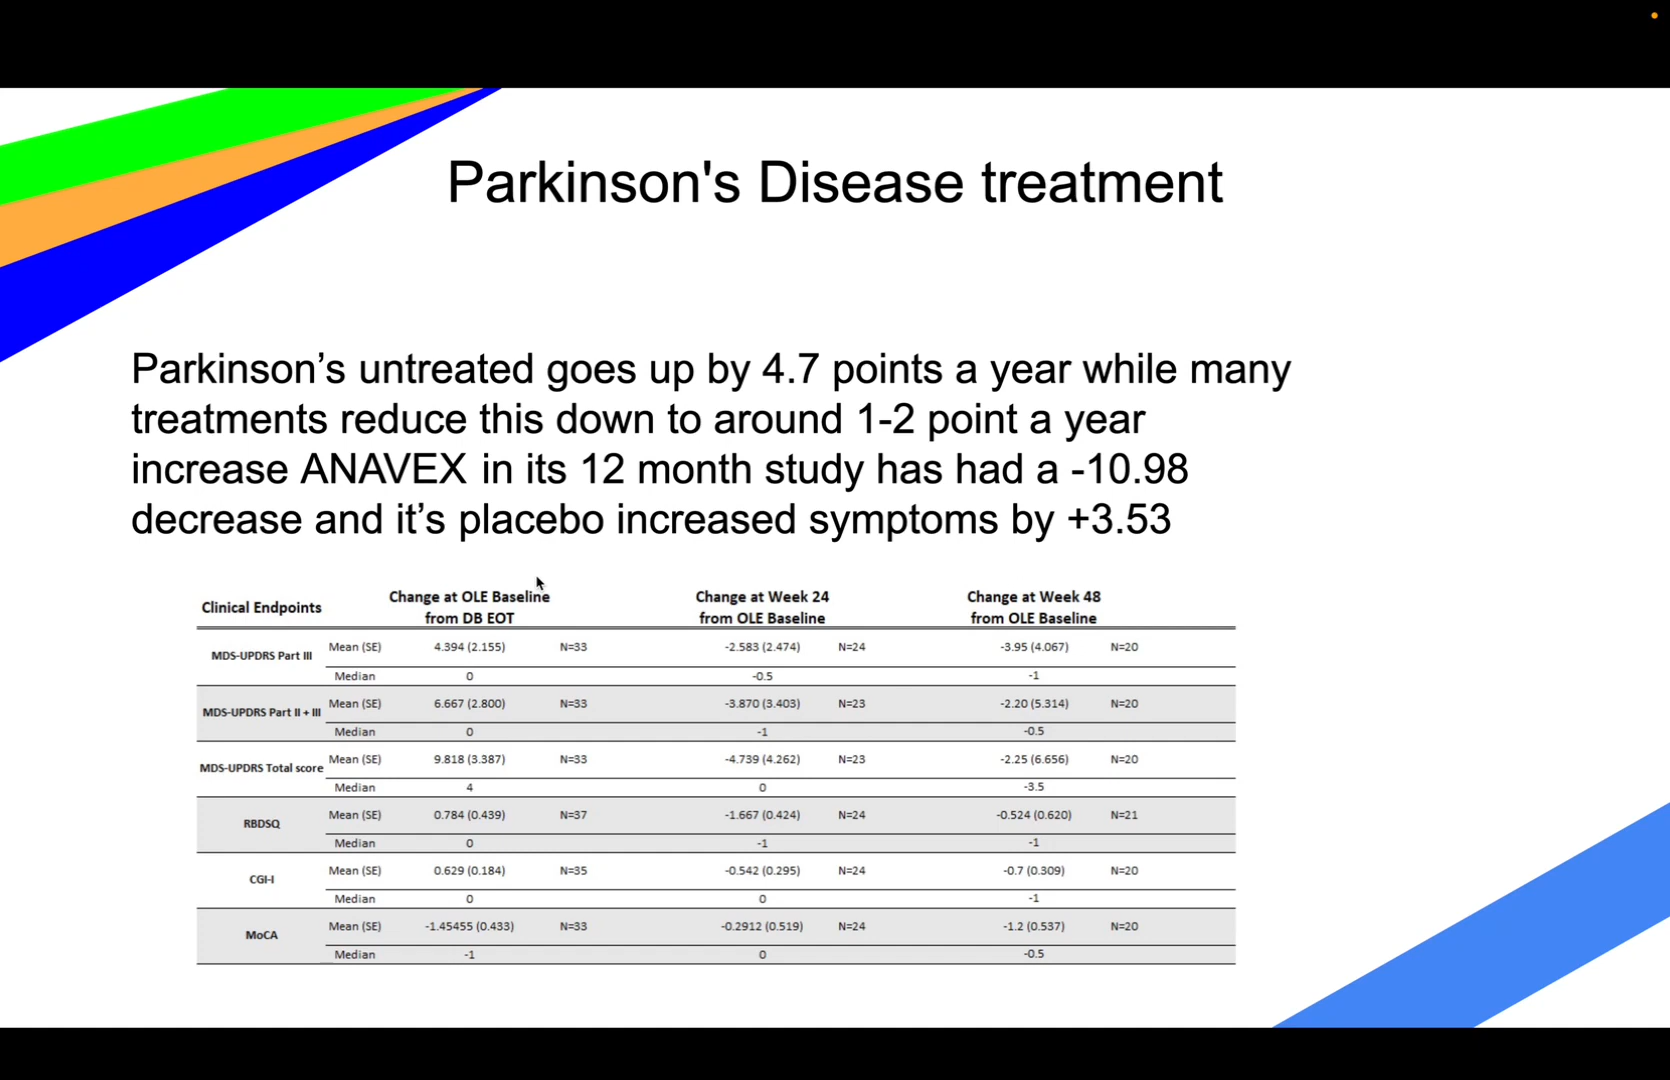 Parkinson's Disease treatment
Parkinson’s untreated goes up by 4.7 points a year while many
treatments reduce this down to around 1-2 point a year
increase ANAVEX in its 12 month study has had a -10.98
decrease and it’s placebo increased symptoms by +3.53
Clinical Endpoints Change at OLE Baseline Change at Week 24 Change at Week 48
from DB EOT from OLE Baseline from OLE Baseline
MDS-UPDRS Part III Mean (SE) 4.394 (2.155) N=33 -2.583 (2.474) N=24 -3.95 (4.067) N=20
Median 0 -0.5 -1
MDS-UPDRS Part II + III Mean (SE) 6.667 (2.800) N=33 -3.870 (3.403) N=23 -2.20 (5.314) N=20
Median 0 -1 -0.5
MDS-UPDRS Total score Mean (SE) 9.818 (3.387) N=33 -4.739 (4.262) N=23 -2.25 (6.656) N=20
Median 4 0 -3.5
RBDSQ Mean (SE) 0.784 (0.439) N=37 -1.667 (0.424) N=24 -0.524 (0.620) N=21
Median 0 -1 -1
CGI-I Mean (SE) 0.629 (0.184) N=35 -0.542 (0.295) N=24 -0.7 (0.309) N=20
Median 0 0 -1
MoCA Mean (SE) -1.45455 (0.433) N=33 -0.2912 (0.519) N=24 -1.2 (0.537) N=20
Median -1 0 -0.5